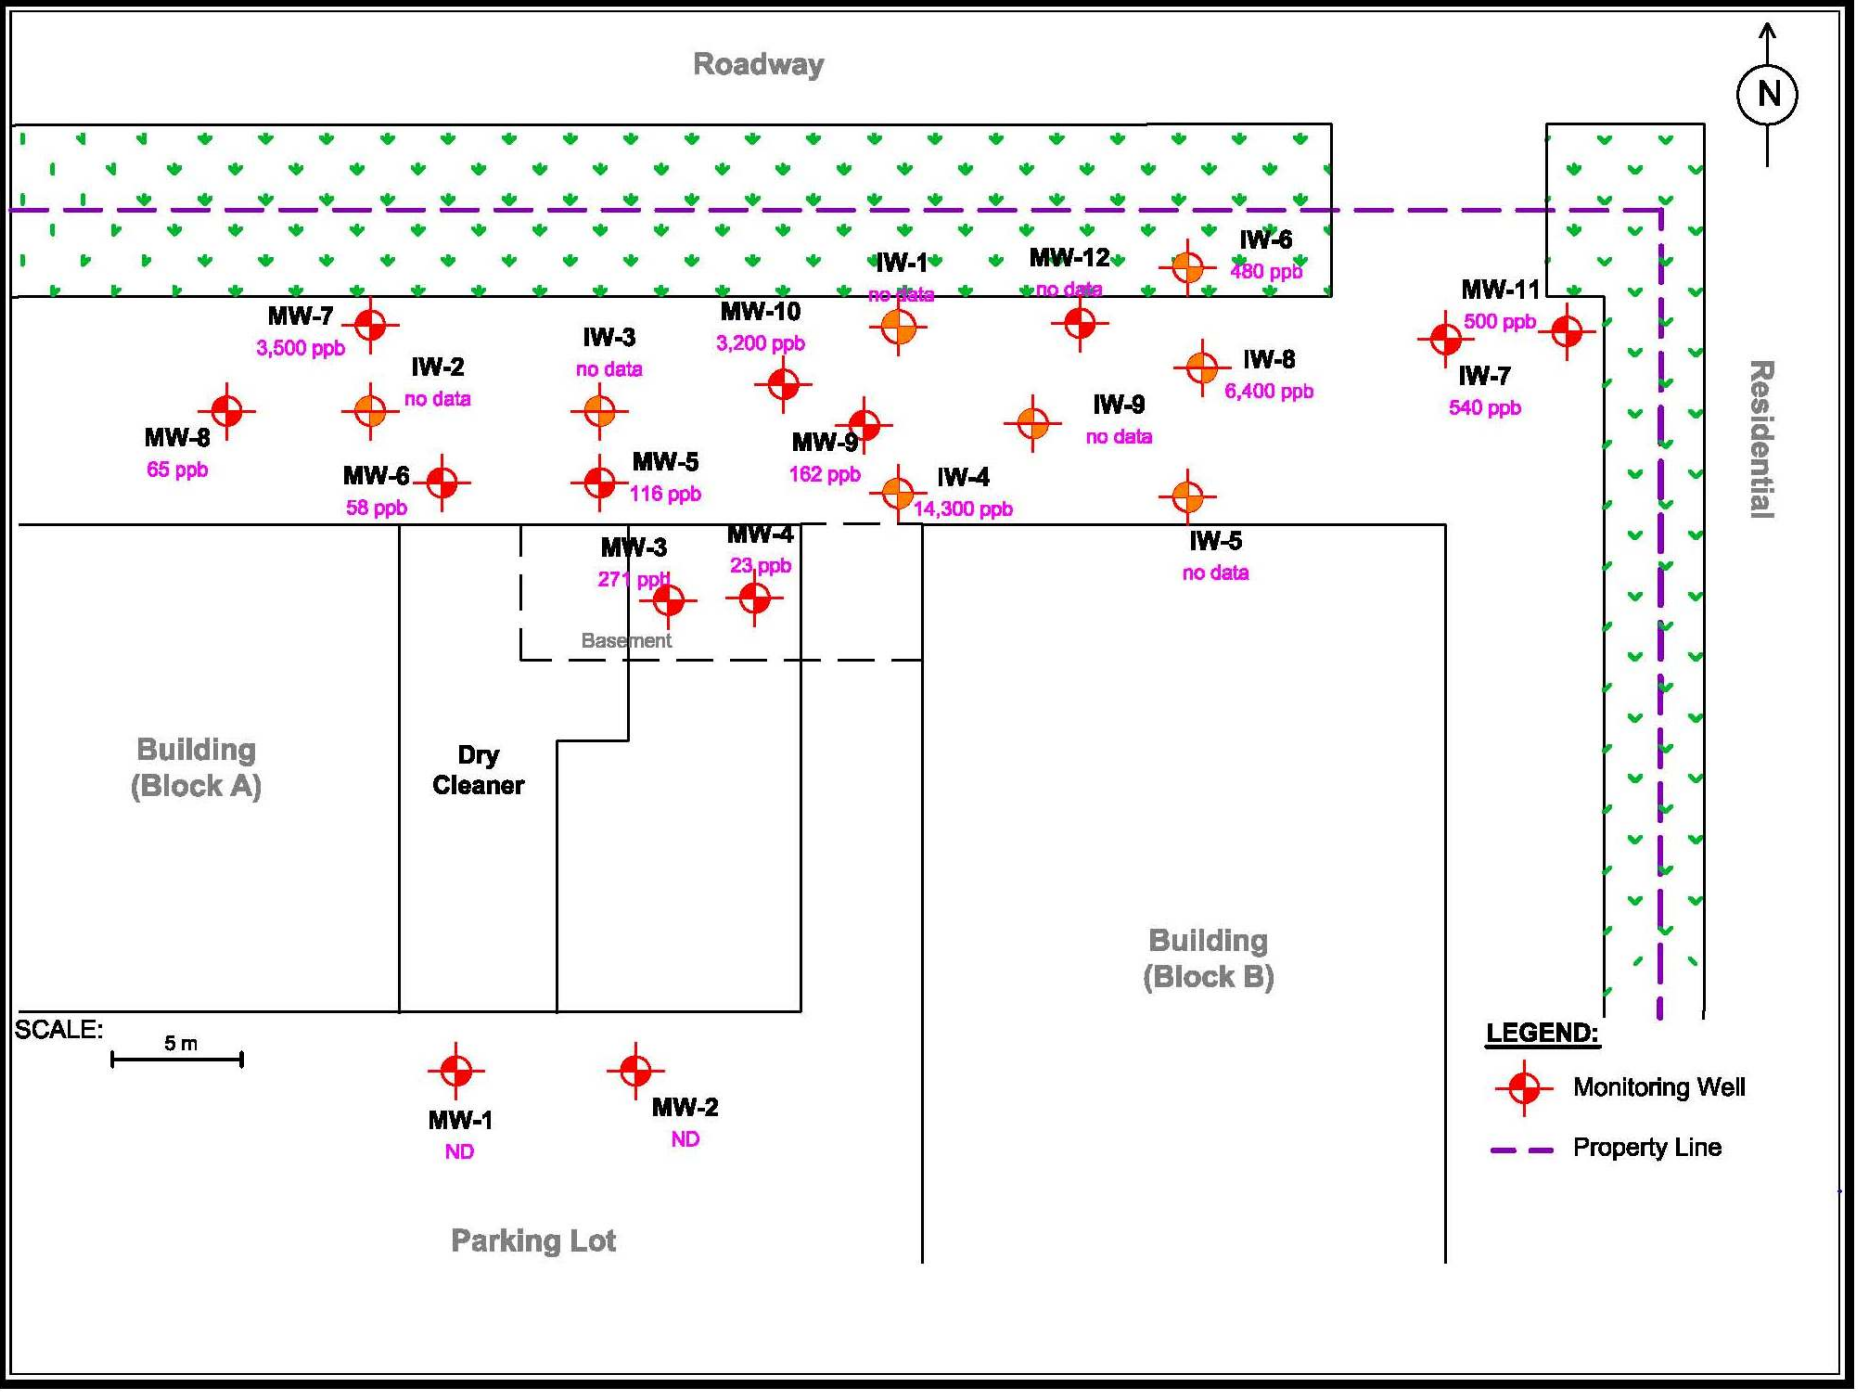 Roadway
N
IW-6
480 ppb
MW-12
no data
IW-1
no data
MW-11
500 ppb
MW-7
3,500 ppb
MW-10
3,200 ppb
IW-3
no data
IW-2
no data
IW-8
6,400 ppb
IW-7
540 ppb
IW-9
no data
MW-8
65 ppb
MW-9
162 ppb
MW-6
58 ppb
MW-5
116 ppb
IW-4
14,300 ppb
Residential
MW-3
271 ppb
MW-4
23 ppb
IW-5
no data
Basement
Building
(Block A)
Dry
Cleaner
Building
(Block B)
SCALE:
5 m
MW-1
ND
MW-2
ND
Parking Lot
LEGEND:
Monitoring Well
Property Line